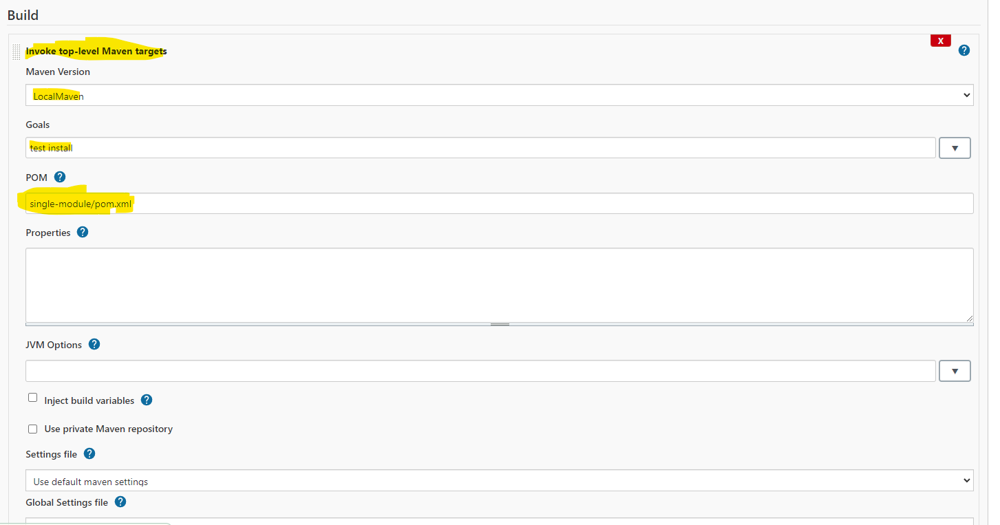 Build
Invoke top-level Maven targets
X
?
Maven Version
LocalMaven
Goals
test install
POM ?
single-module/pom.xml
Properties ?
JVM Options ?
Inject build variables ?
Use private Maven repository
Settings file ?
Use default maven settings
Global Settings file ?